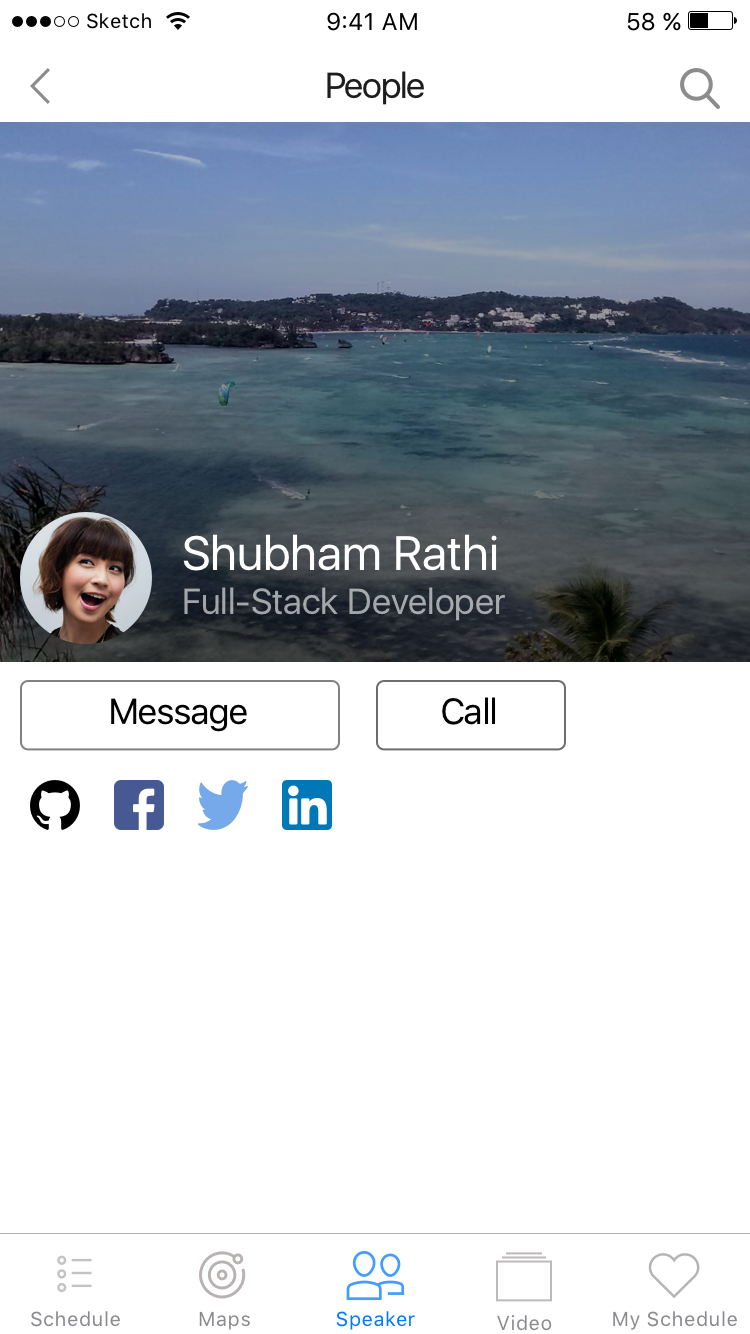 Sketch 9:41 AM 58 %
People
Shubham Rathi
Full-Stack Developer
Message Call
in
Schedule Maps Speaker Video My Schedule